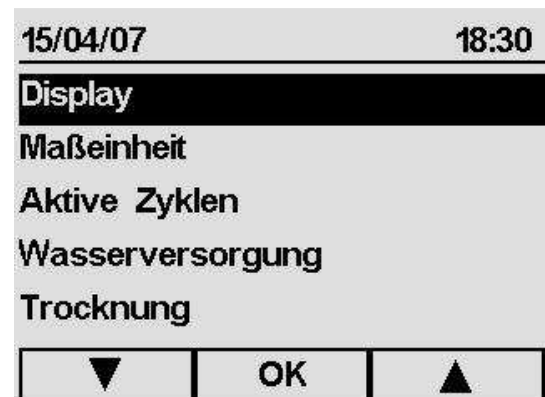 15/04/07 18:30
Display
Maßeinheit
Aktive Zyklen
Wasserversorgung
Trocknung
▼ OK ▲